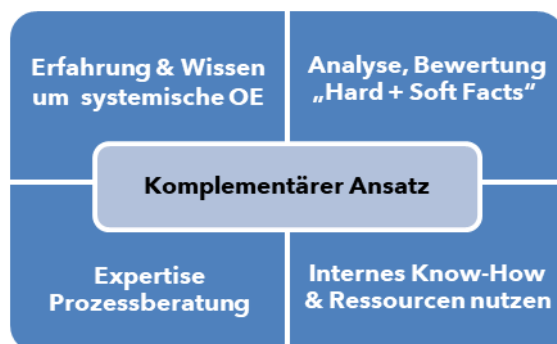 Erfahrung & Wissen
um systemische OE
Analyse, Bewertung
„Hard + Soft Facts“
Komplementärer Ansatz
Expertise
Prozessberatung
Internes Know-How
& Ressourcen nutzen